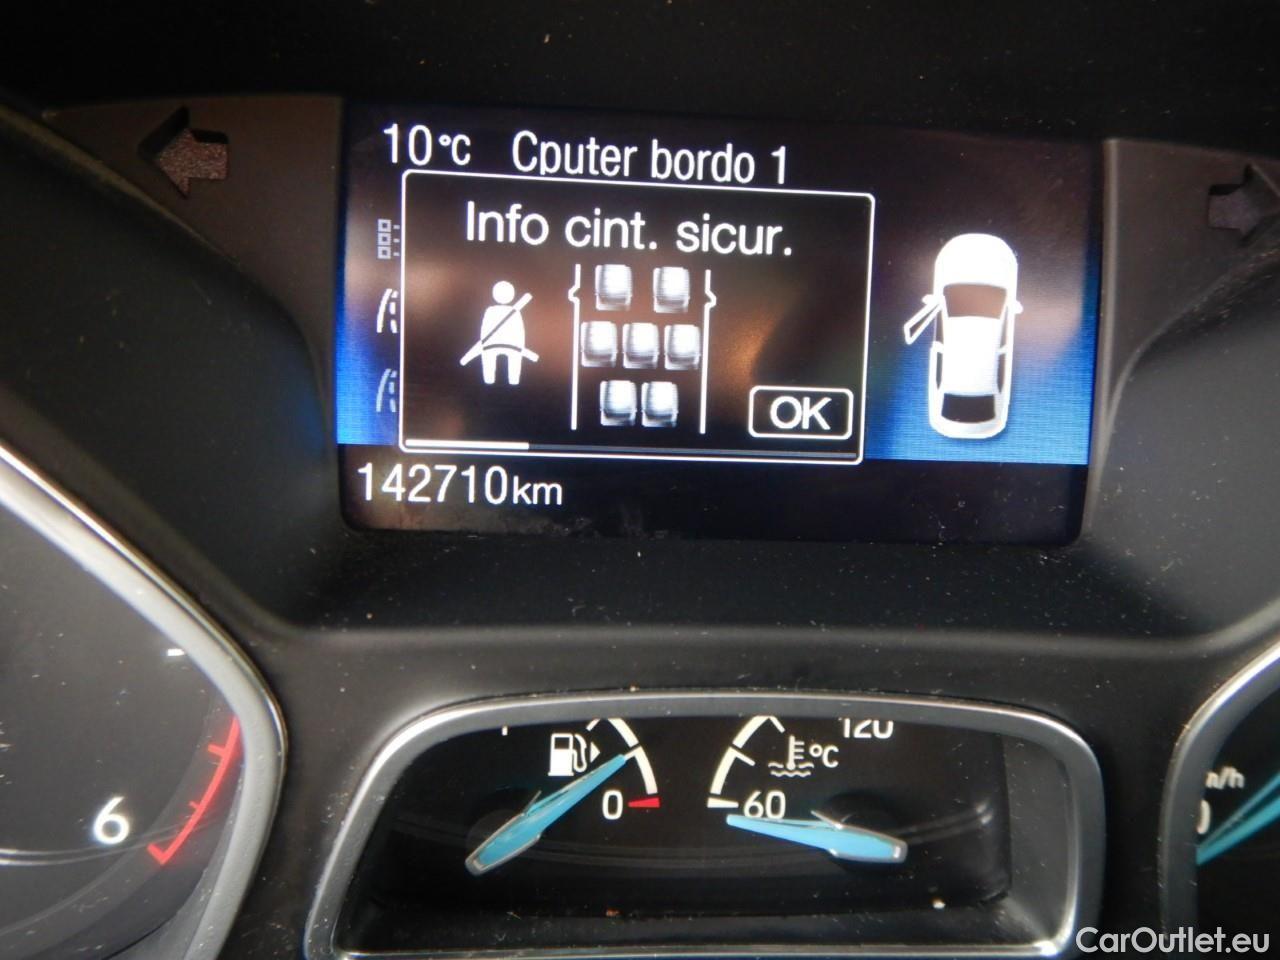 10°C Cputer bordo 1
Info cint. sicur.
OK
142710km
120
°C
0
60
6
CarOutlet.eu